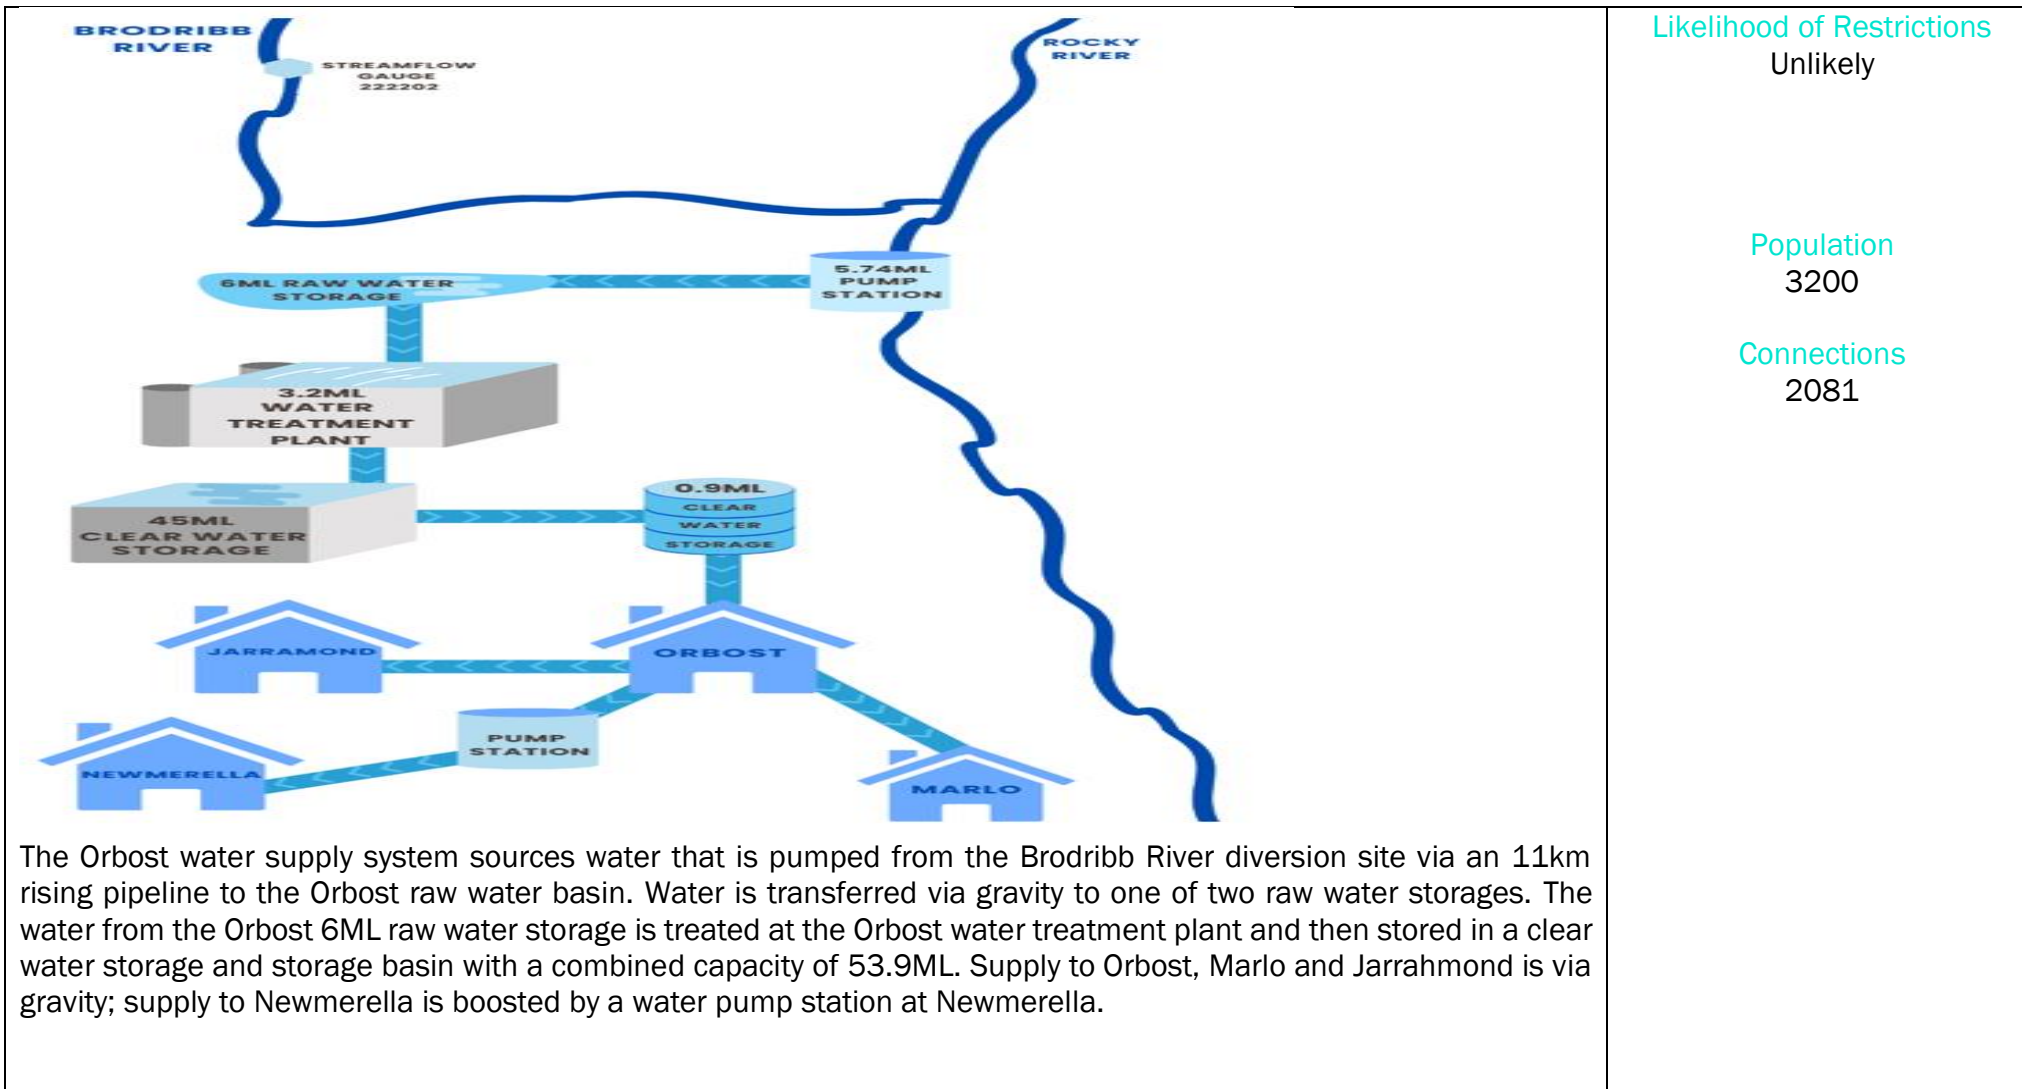 BRODRIBB
RIVER
STREAMFLOW
GAUGE
222202
ROCKY
RIVER
5.74ML
PUMP
STATION
6ML RAW WATER
STORAGE
3.2ML
WATER
TREATMENT
PLANT
45ML
CLEAR WATER
STORAGE
0.9ML
CLEAR
WATER
STORAGE
JARRAMOND
ORBOST
PUMP
STATION
NEWMERELLA
MARLO
The Orbost water supply system sources water that is pumped from the Brodribb River diversion site via an 11km
rising pipeline to the Orbost raw water basin. Water is transferred via gravity to one of two raw water storages. The
water from the Orbost 6ML raw water storage is treated at the Orbost water treatment plant and then stored in a clear
water storage and storage basin with a combined capacity of 53.9ML. Supply to Orbost, Marlo and Jarrahmond is via
gravity; supply to Newmerella is boosted by a water pump station at Newmerella.
Likelihood of Restrictions
Unlikely
Population
3200
Connections
2081